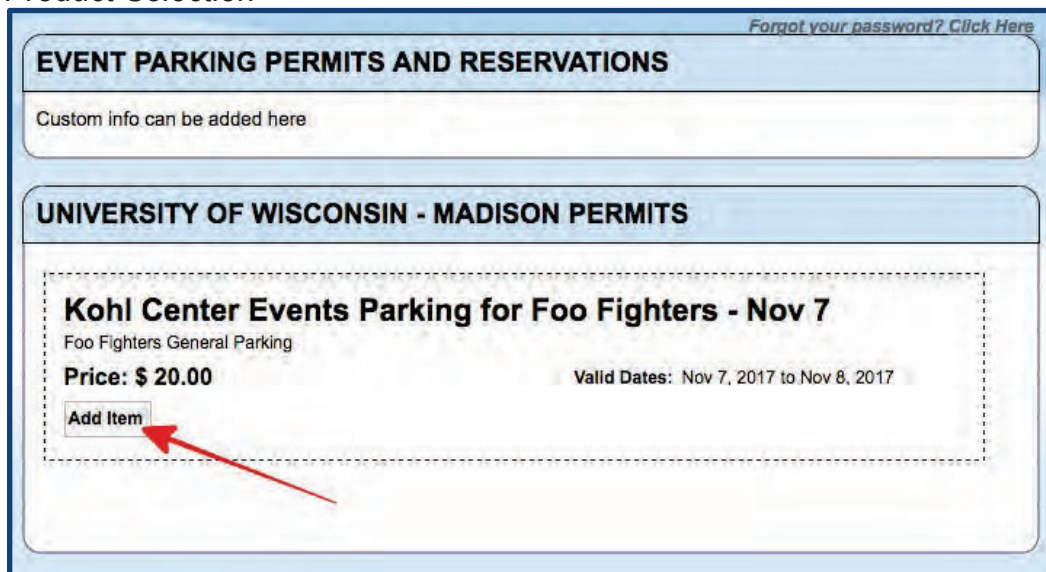 Product Selection
Forgot your password? Click Here
EVENT PARKING PERMITS AND RESERVATIONS
Custom info can be added here
UNIVERSITY OF WISCONSIN - MADISON PERMITS
Kohl Center Events Parking for Foo Fighters - Nov 7
Foo Fighters General Parking
Price: $ 20.00 Valid Dates: Nov 7, 2017 to Nov 8, 2017
Add Item